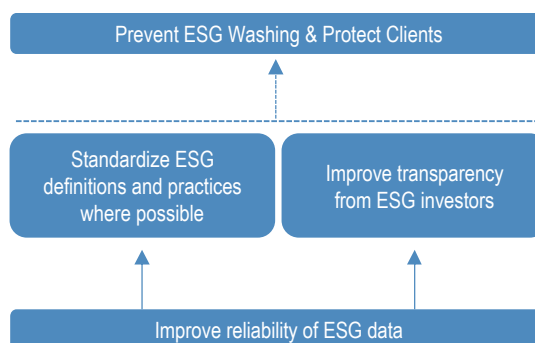 Prevent ESG Washing & Protect Clients
Standardize ESG
definitions and practices
where possible
Improve transparency
from ESG investors
Improve reliability of ESG data